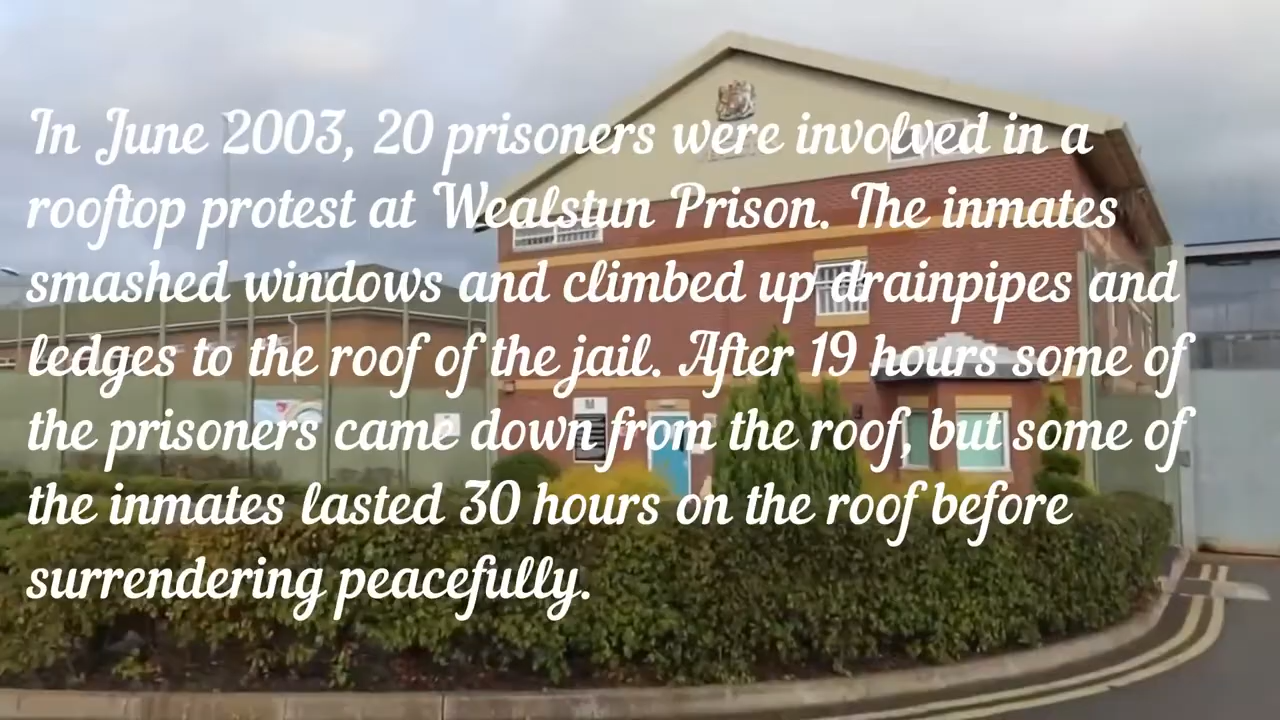 In June 2003, 20 prisoners were involved in a
rooftop protest at Wealstun Prison. The inmates
smashed windows and climbed up drainpipes and
ledges to the roof of the jail. After 19 hours some of
the prisoners came down from the roof, but some of
the inmates lasted 30 hours on the roof before
surrendering peacefully.